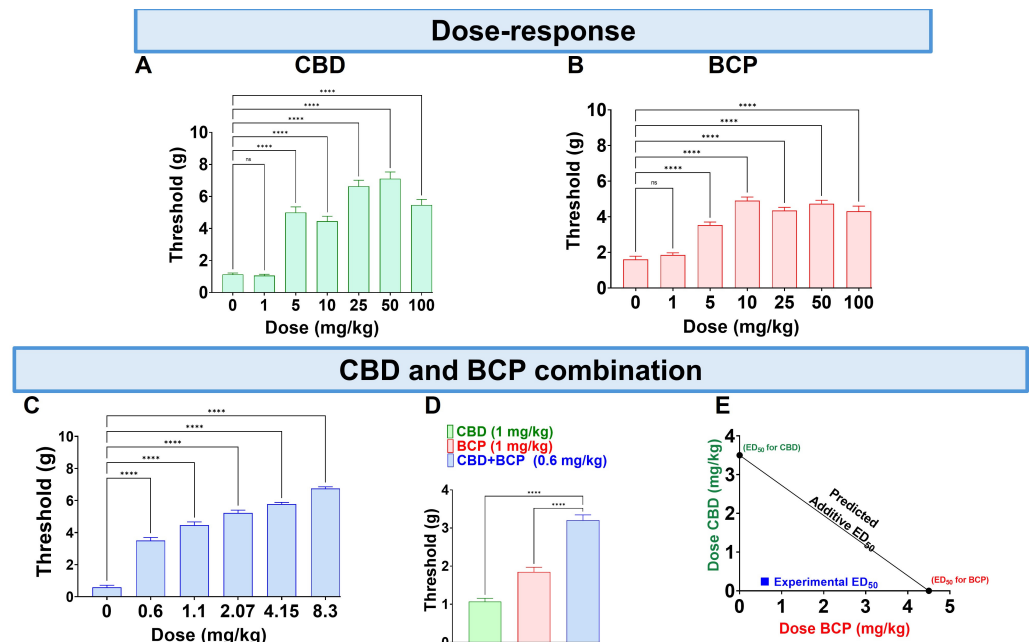 Dose-response
A
CBD
Threshold (g)
10
8
6
4
2
0
ns
****
****
****
****
****
0 1 5 10 25 50 100
Dose (mg/kg)
B
BCP
Threshold (g)
10
8
6
4
2
0
ns
****
****
****
****
****
0 1 5 10 25 50 100
Dose (mg/kg)
CBD and BCP combination
C
Threshold (g)
10
8
6
4
2
0
****
****
****
****
****
0 0.6 1.1 2.07 4.15 8.3
Dose (mg/kg)
D
CBD (1 mg/kg)
BCP (1 mg/kg)
CBD+BCP (0.6 mg/kg)
Threshold (g)
4
3
2
1
0
****
****
E
Dose CBD (mg/kg)
4
3
2
1
0
(ED50 for CBD)
Predicted
Additive ED50
Experimental ED50
(ED50 for BCP)
0 1 2 3 4 5
Dose BCP (mg/kg)